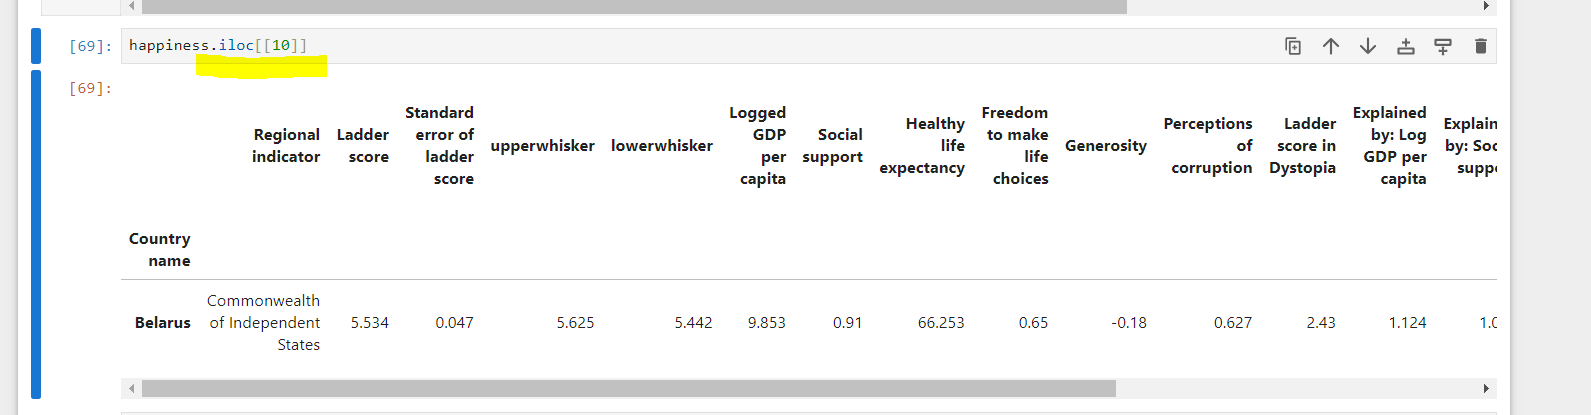 [69]: happiness.iloc[[10]]
[69]:
Regional indicator Ladder score Standard error of ladder score upperwhisker lowerwhisker Logged GDP per capita Social support Healthy life expectancy Freedom to make life choices Generosity Perceptions of corruption Ladder score in Dystopia Explained by: Log GDP per capita Explain by: Soc supp
Country name
Belarus Commonwealth of Independent States 5.534 0.047 5.625 5.442 9.853 0.91 66.253 0.65 -0.18 0.627 2.43 1.124